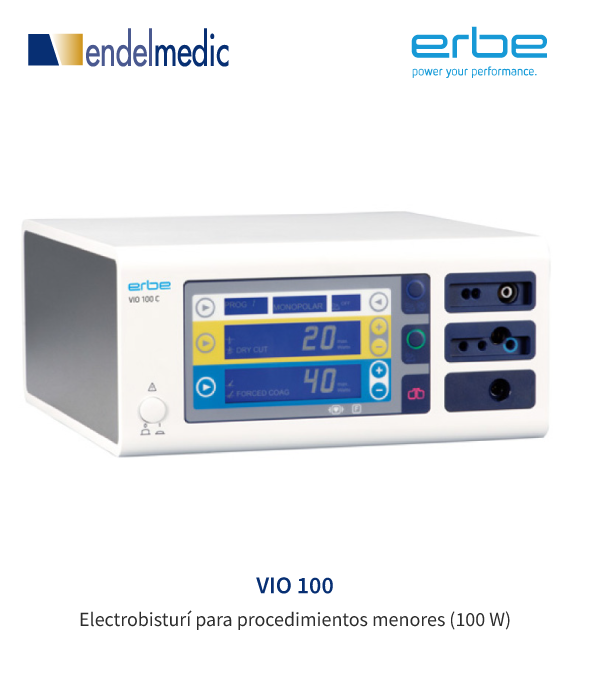 endelmedic
erbe
power your performance.
erbe
VIO 100 C
PROG
MONOPOLAR
20
DRY CUT
40
FORCED COAG
VIO 100
Electrobisturí para procedimientos menores (100 W)